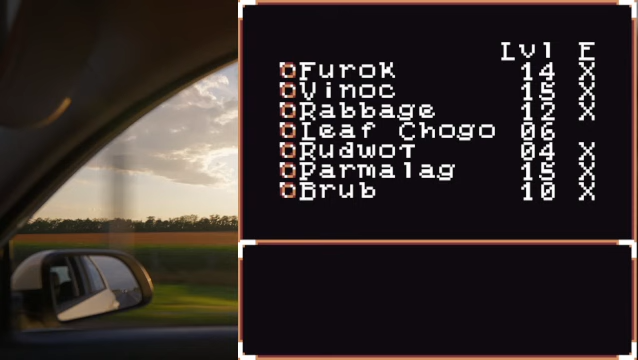 Lvl E
Furok 14 X
Vinoc 15 X
Rabbage 12 X
Leaf Chogo 06
Rudwot 04 X
Parmalag 15 X
Brub 10 X